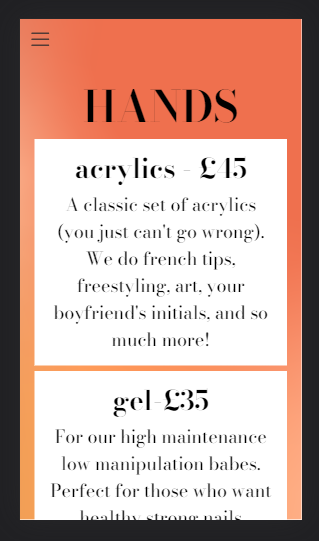 HANDS
acrylics - £45
A classic set of acrylics
(you just can't go wrong).
We do french tips,
freestyling, art, your
boyfriend's initials, and so
much more!
gel-£35
For our high maintenance
low manipulation babes.
Perfect for those who want
healthy strong nails